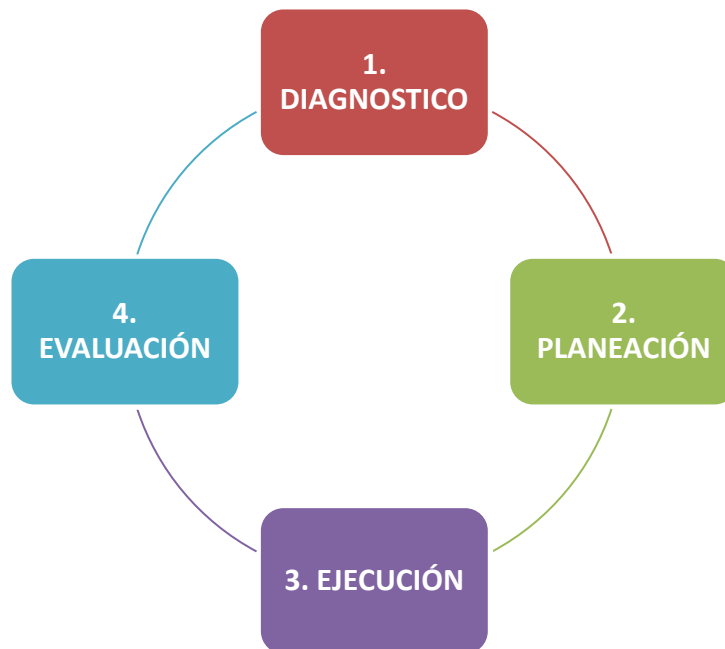 1.
DIAGNOSTICO
2.
PLANEACIÓN
3. EJECUCIÓN
4.
EVALUACIÓN